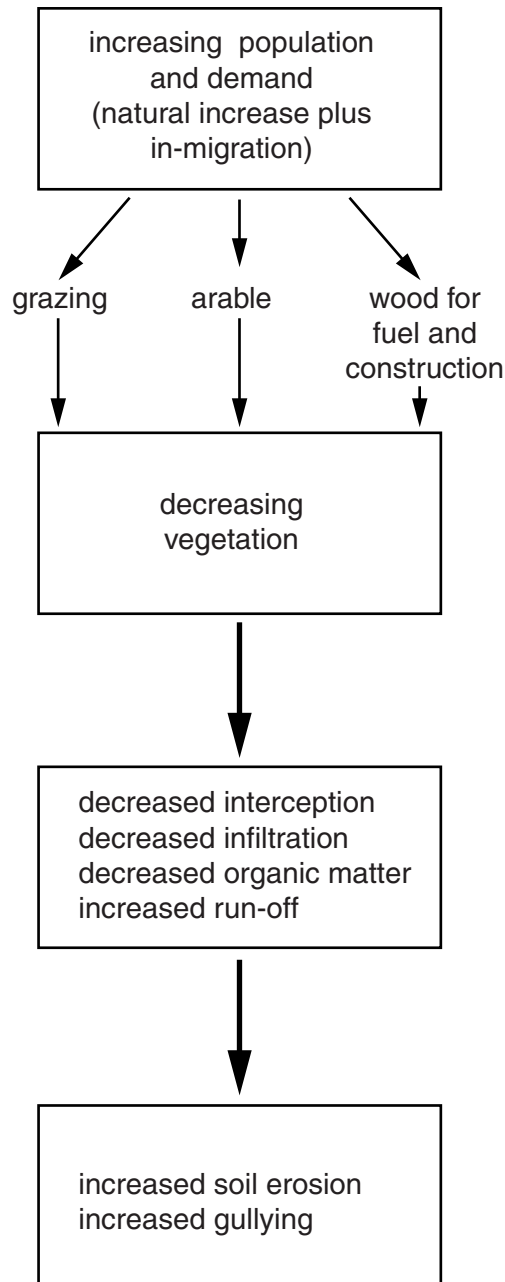 increasing population
and demand
(natural increase plus
in-migration)
grazing
arable
wood for
fuel and
construction
decreasing
vegetation
decreased interception
decreased infiltration
decreased organic matter
increased run-off
increased soil erosion
increased gullying